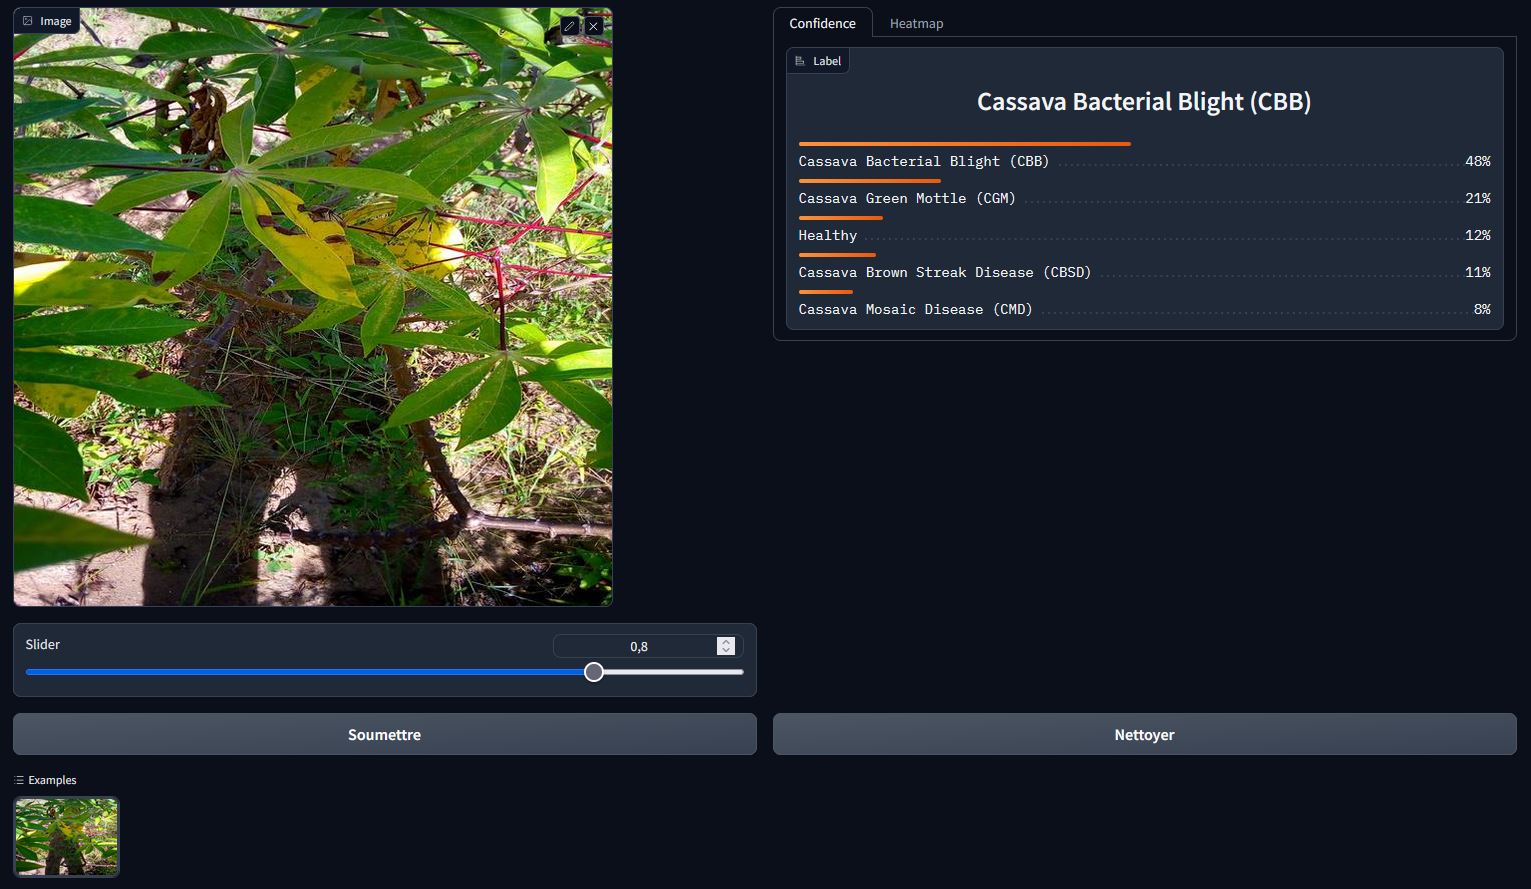 Image
Confidence
Heatmap
Label
Cassava Bacterial Blight (CBB)
Cassava Bacterial Blight (CBB) 48%
Cassava Green Mottle (CGM) 21%
Healthy 12%
Cassava Brown Streak Disease (CBSD) 11%
Cassava Mosaic Disease (CMD) 8%
Slider
0,8
Soumettre
Nettoyer
Examples